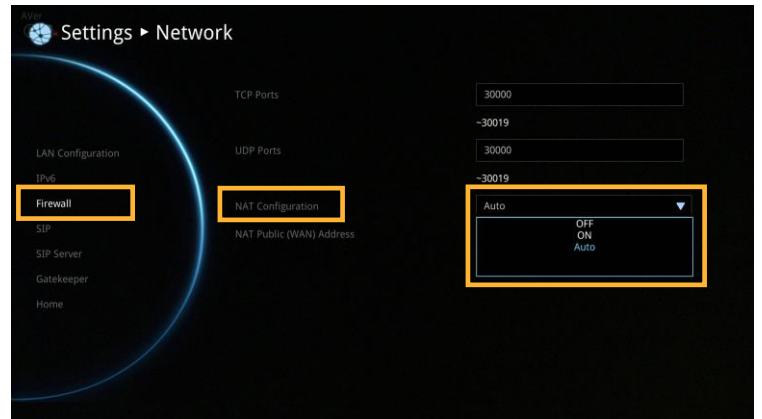 AVer
Settings ▸ Network
TCP Ports
30000
~30019
LAN Configuration
UDP Ports
30000
IPv6
~30019
Firewall
NAT Configuration
Auto
OFF
SIP
NAT Public (WAN) Address
ON
Auto
SIP Server
Gatekeeper
Home